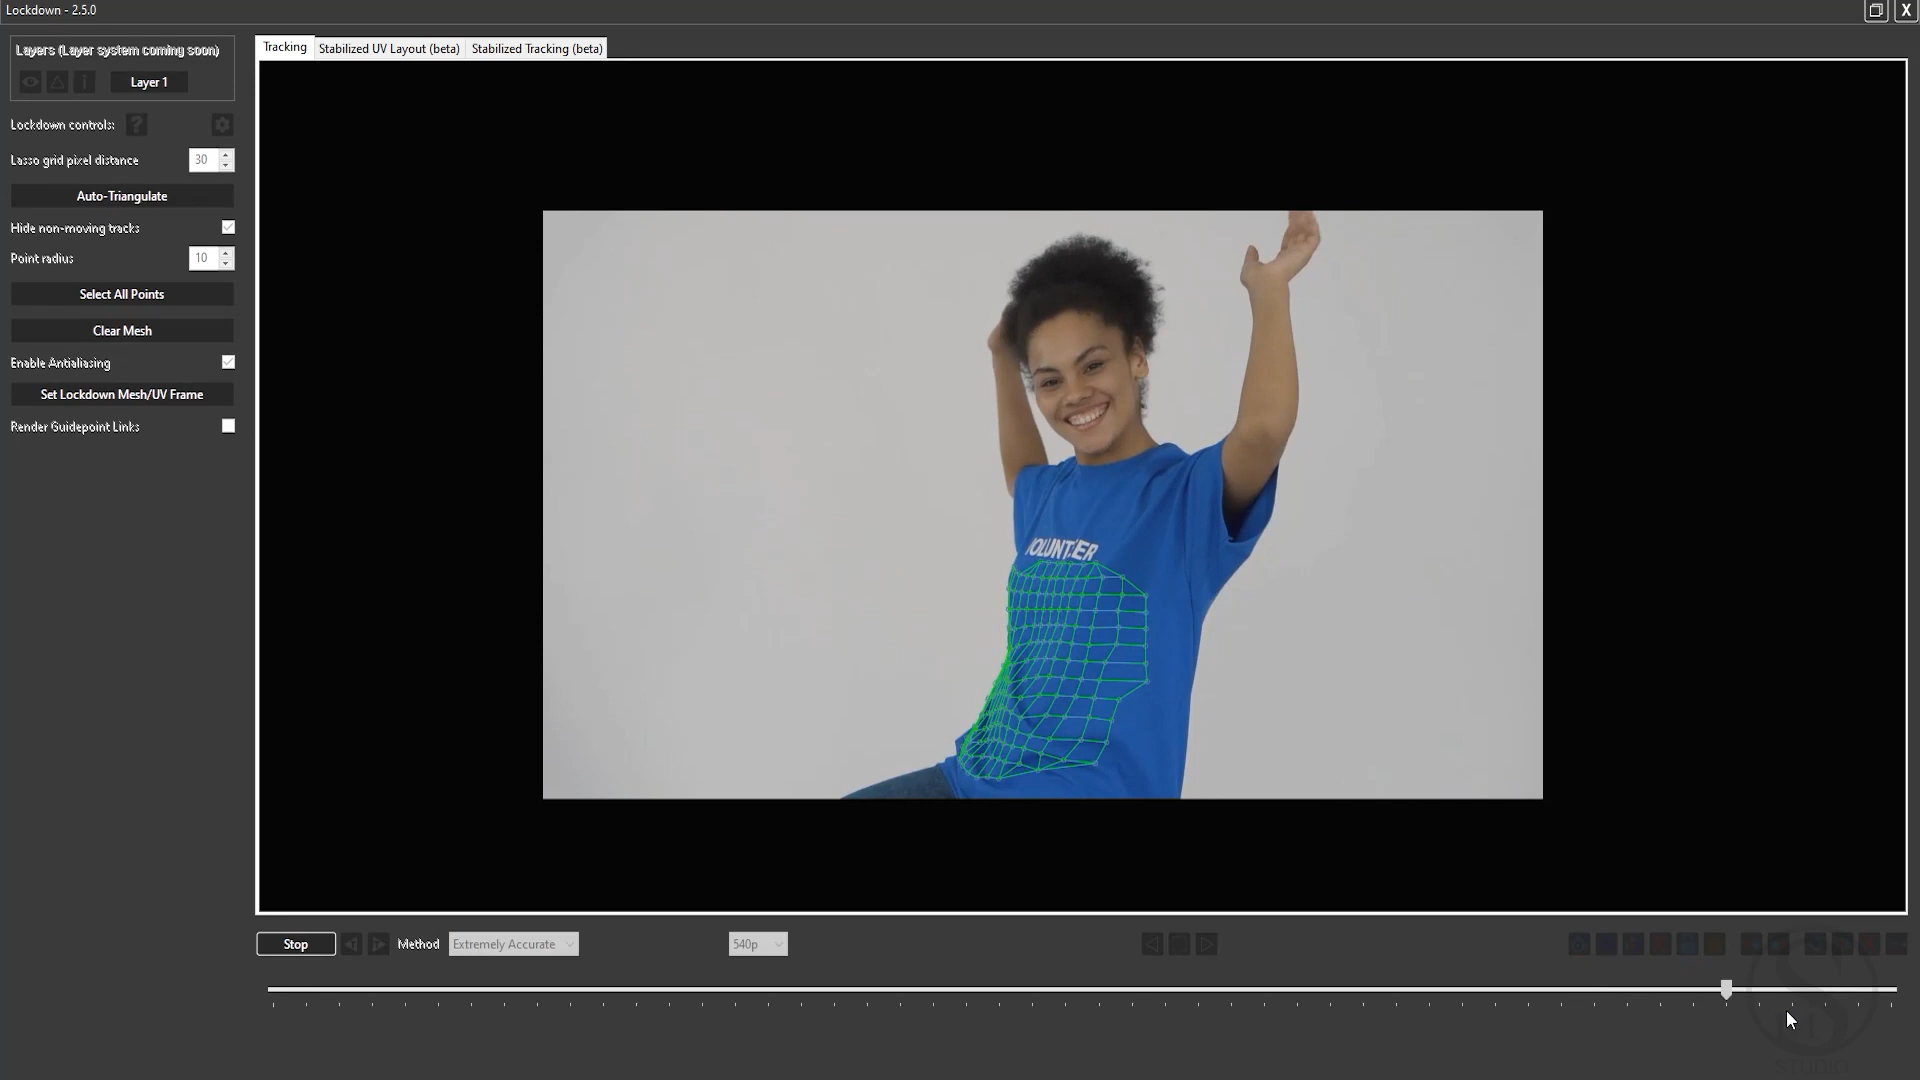 Lockdown - 2.5.0
X
Layers (Layer system coming soon)
Layer 1
Lockdown controls:
?
Lasso grid pixel distance
30
Auto-Triangulate
Hide non-moving tracks
Point radius
10
Select All Points
Clear Mesh
Enable Antialiasing
Set Lockdown Mesh/UV Frame
Render Guidepoint Links
Tracking
Stabilized UV Layout (beta)
Stabilized Tracking (beta)
VOLUNTEER
Stop
Method
Extremely Accurate
540p
STUDIO